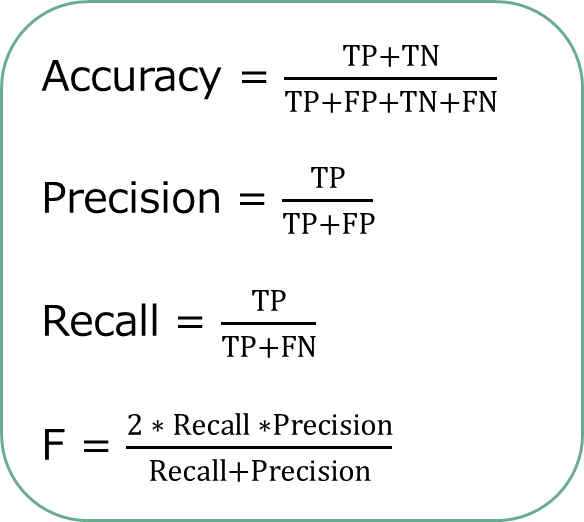 Accuracy = TP+TN / TP+FP+TN+FN
Precision = TP / TP+FP
Recall = TP / TP+FN
F = 2 * Recall *Precision / Recall+Precision